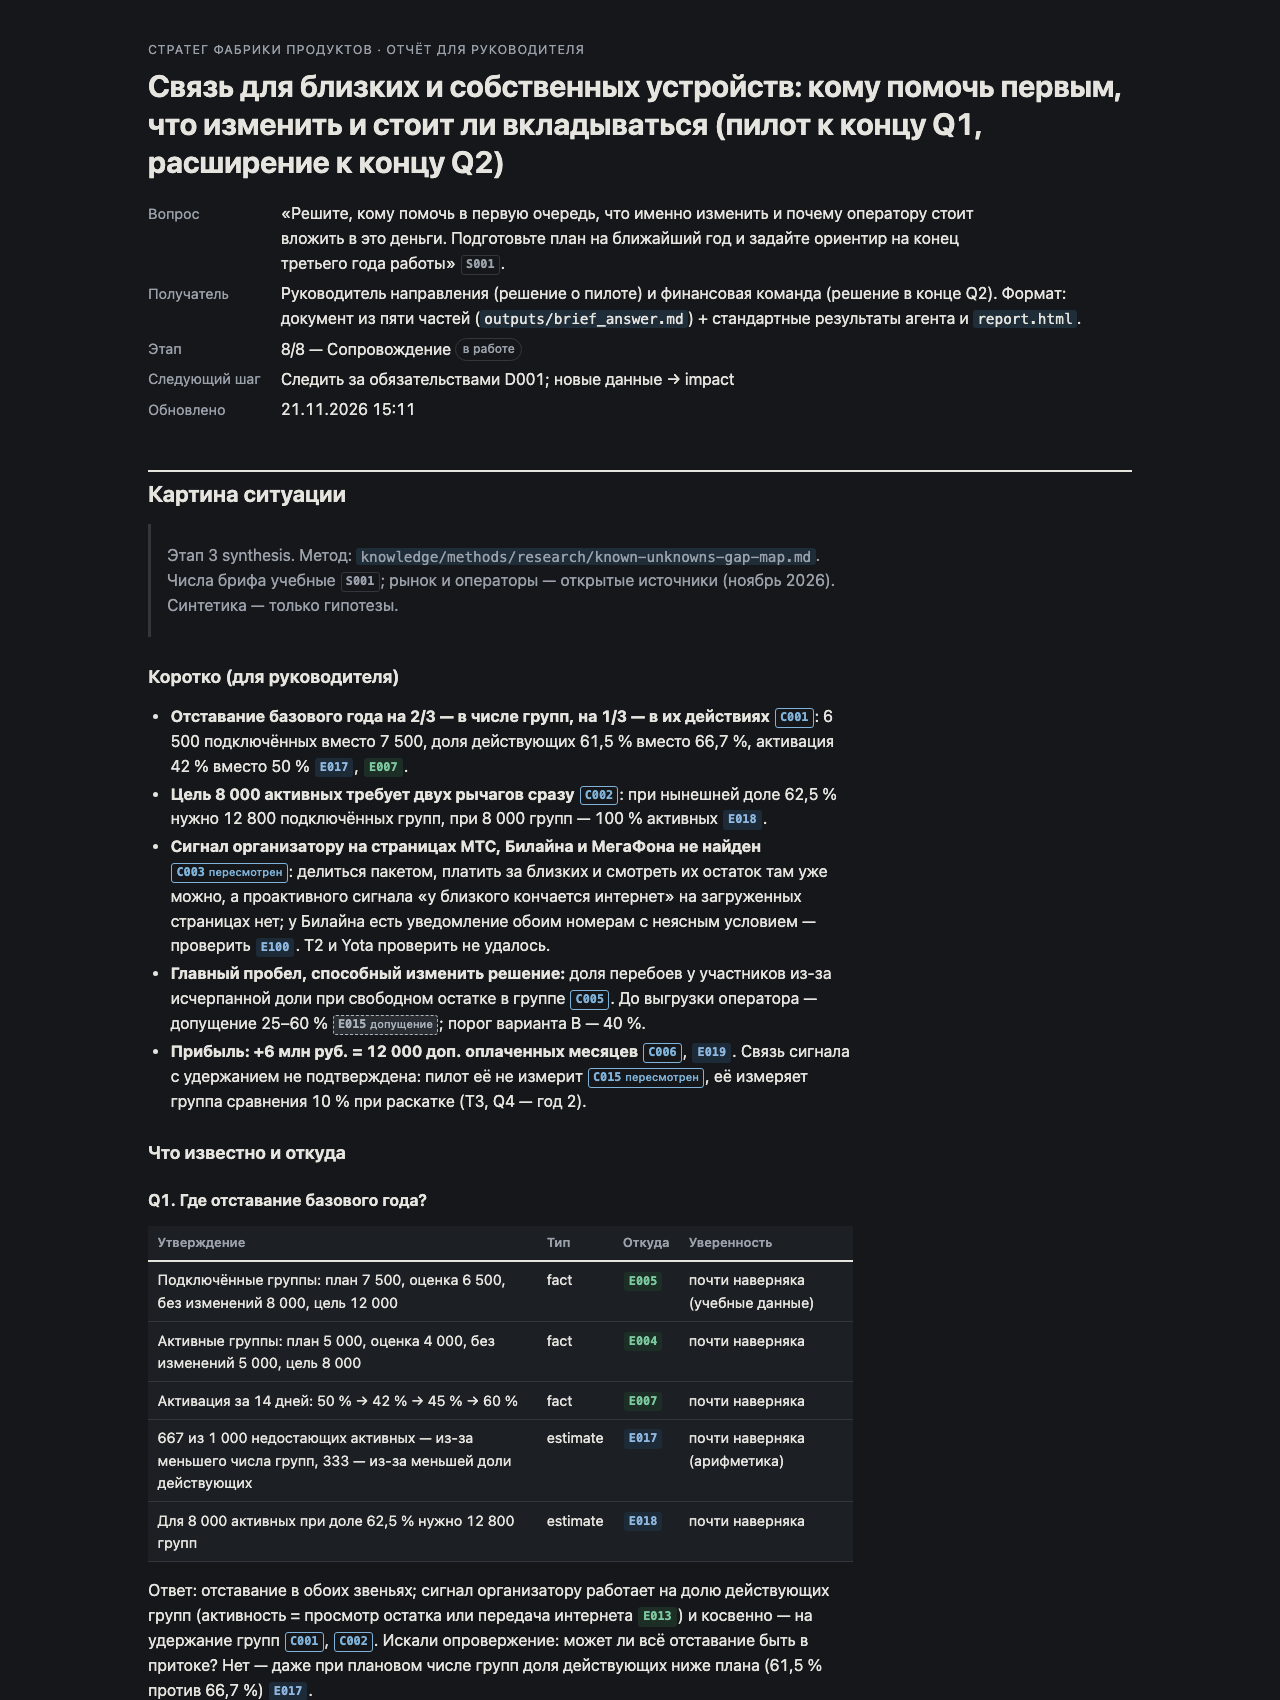 СТРАТЕГ ФАБРИКИ ПРОДУКТОВ · ОТЧЁТ ДЛЯ РУКОВОДИТЕЛЯ
Связь для близких и собственных устройств: кому помочь первым,
что изменить и стоит ли вкладываться (пилот к концу Q1,
расширение к концу Q2)
Вопрос «Решите, кому помочь в первую очередь, что именно изменить и почему оператору стоит
вложить в это деньги. Подготовьте план на ближайший год и задайте ориентир на конец
третьего года работы» S001.
Получатель Руководитель направления (решение о пилоте) и финансовая команда (решение в конце Q2). Формат:
документ из пяти частей (outputs/brief_answer.md) + стандартные результаты агента и report.html.
Этап 8/8 — Сопровождение в работе
Следующий шаг Следить за обязательствами D001; новые данные → impact
Обновлено 21.11.2026 15:11
Картина ситуации
Этап 3 synthesis. Метод: knowledge/methods/research/known-unknowns-gap-map.md.
Числа брифа учебные S001; рынок и операторы — открытые источники (ноябрь 2026).
Синтетика — только гипотезы.
Коротко (для руководителя)
• Отставание базового года на 2/3 — в числе групп, на 1/3 — в их действиях C001: 6
500 подключённых вместо 7 500, доля действующих 61,5 % вместо 66,7 %, активация
42 % вместо 50 % E017, E007.
• Цель 8 000 активных требует двух рычагов сразу C002: при нынешней доле 62,5 %
нужно 12 800 подключённых групп, при 8 000 групп — 100 % активных E018.
• Сигнал организатору на страницах МТС, Билайна и МегаФона не найден
C003 пересмотрен: делиться пакетом, платить за близких и смотреть их остаток там уже
можно, а проактивного сигнала «у близкого кончается интернет» на загруженных
страницах нет; у Билайна есть уведомление обоим номерам с неясным условием —
проверить E100. Т2 и Yota проверить не удалось.
• Главный пробел, способный изменить решение: доля перебоев у участников из-за
исчерпанной доли при свободном остатке в группе C005. До выгрузки оператора —
допущение 25–60 % E015 допущение; порог варианта B — 40 %.
• Прибыль: +6 млн руб. = 12 000 доп. оплаченных месяцев C006, E019. Связь сигнала
с удержанием не подтверждена: пилот её не измерит C015 пересмотрен, её измеряет
группа сравнения 10 % при раскатке (Т3, Q4 — год 2).
Что известно и откуда
Q1. Где отставание базового года?
Утверждение Тип Откуда Уверенность
Подключённые группы: план 7 500, оценка 6 500, fact E005 почти наверняка
без изменений 8 000, цель 12 000 (учебные данные)
Активные группы: план 5 000, оценка 4 000, без fact E004 почти наверняка
изменений 5 000, цель 8 000
Активация за 14 дней: 50 % → 42 % → 45 % → 60 % fact E007 почти наверняка
667 из 1 000 недостающих активных — из-за estimate E017 почти наверняка
меньшего числа групп, 333 — из-за меньшей доли (арифметика)
действующих
Для 8 000 активных при доле 62,5 % нужно 12 800 estimate E018 почти наверняка
групп
Ответ: отставание в обоих звеньях; сигнал организатору работает на долю действующих
групп (активность = просмотр остатка или передача интернета E013) и косвенно — на
удержание групп C001, C002. Искали опровержение: может ли всё отставание быть в
притоке? Нет — даже при плановом числе групп доля действующих ниже плана (61,5 %
против 66,7 %) E017.